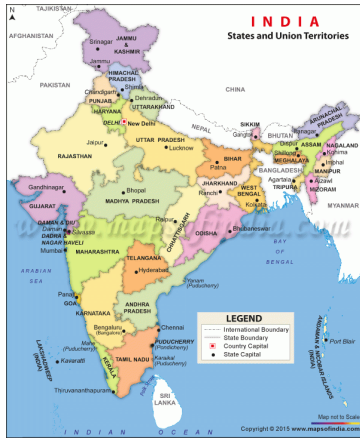 TAJIKISTAN
N
INDIA
States and Union Territories
AFGHANISTAN
JAMMU
&
KASHMIR
Srinagar
Jammu
PAKISTAN
HIMACHAL
PRADESH
Shimla
CHINA
Chandigarh
PUNJAB
Dehradun
UTTARAKHAND
HARYANA
DELHI
New Delhi
ARUNACHAL
PRADESH
NEPAL
SIKKIM
Itanagar
Gangtok
BHUTAN
Jaipur
UTTAR PRADESH
Lucknow
Dispur
ASSAM
NAGALAND
RAJASTHAN
BIHAR
Patna
Shillong
Kohima
MEGHALAYA
Imphal
MANIPUR
BANGLADESH
Gandhinagar
Bhopal
JHARKHAND
Ranchi
WEST
BENGAL
Agartala
Aizawl
TRIPURA
MIZORAM
GUJARAT
MADHYA PRADESH
Kolkata
MYANMAR
CHHATTISGARH
Raipur
DAMAN & DIU
Daman
DADRA &
NAGAR HAVELI
Silvassa
ODISHA
Bhubaneswar
MAHARASHTRA
Mumbai
BAY
OF
BENGAL
ARABIAN
SEA
TELANGANA
Hyderabad
Yanam
(Puducherry)
Panaji
GOA
ANDHRA
PRADESH
KARNATAKA
LEGEND
International Boundary
State Boundary
Country Capital
State Capital
ANDAMAN & NICOBAR ISLANDS
(INDIA)
Port Blair
Bengaluru
(Bangalore)
Chennai
Mahe
(Puducherry)
PUDUCHERRY
(Pondicherry)
Karaikal
(Puducherry)
LAKSHADWEEP
(INDIA)
Kavaratti
KERALA
TAMIL NADU
Thiruvananthapuram
SRI
LANKA
Map not to Scale
INDIAN OCEAN
Copyright © 2015 www.mapsofindia.com